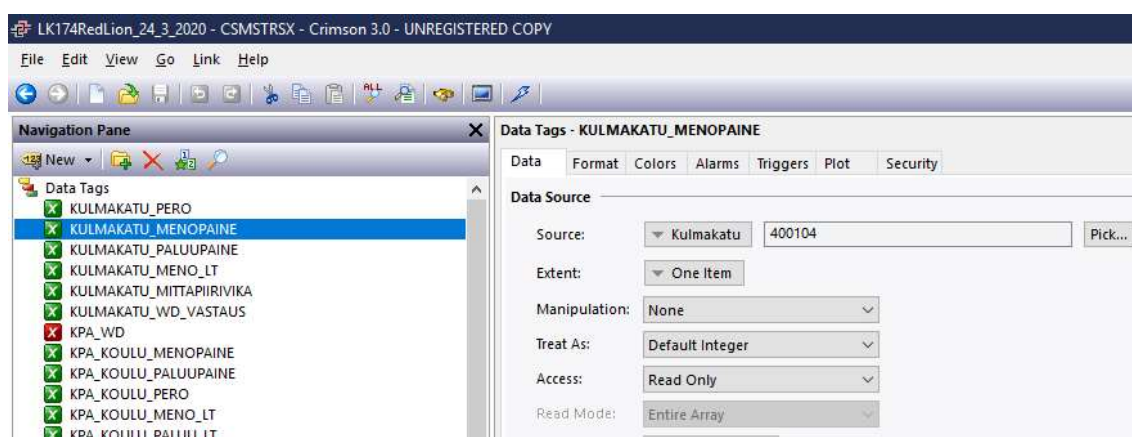 LK174RedLion_24_3_2020 - CSMSTRSX - Crimson 3.0 - UNREGISTERED COPY
File Edit View Go Link Help
ALL
Navigation Pane
New
Data Tags
KULMAKATU_PERO
KULMAKATU_MENOPAINE
KULMAKATU_PALUUPAINE
KULMAKATU_MENO_LT
KULMAKATU_MITTAPIIRIVIKA
KULMAKATU_WD_VASTAUS
KPA_WD
KPA_KOULU_MENOPAINE
KPA_KOULU_PALUUPAINE
KPA_KOULU_PERO
KPA_KOULU_MENO_LT
KPA_KOULU_PALUU_LT
Data Tags - KULMAKATU_MENOPAINE
Data Format Colors Alarms Triggers Plot Security
Data Source
Source: Kulmakatu 400104 Pick...
Extent: One Item
Manipulation: None
Treat As: Default Integer
Access: Read Only
Read Mode: Entire Array